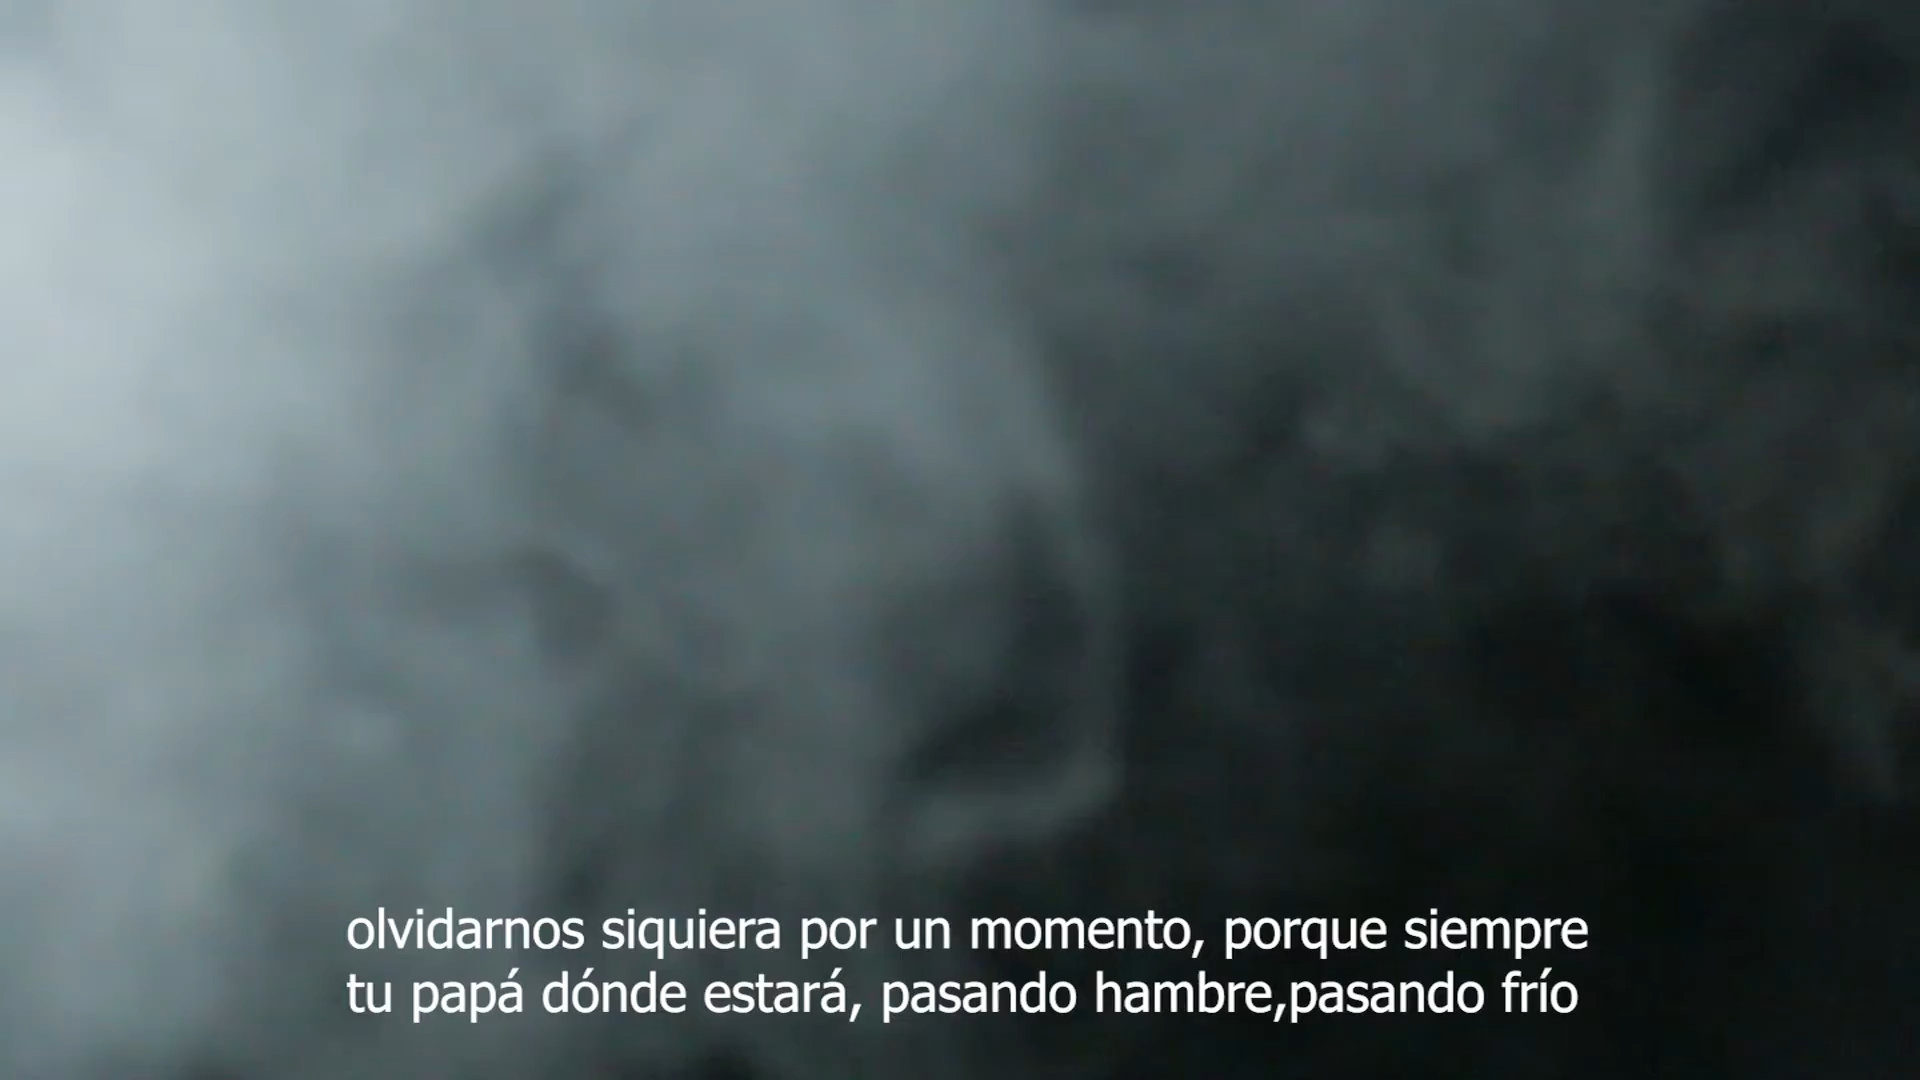 olvidarnos siquiera por un momento, porque siempre
tu papá dónde estará, pasando hambre,pasando frío